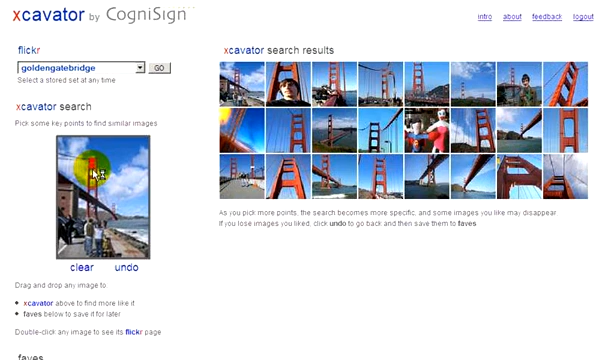 xcavator by CogniSign
intro about feedback logout
flickr
goldengatebridge GO
Select a stored set at any time
xcavator search
Pick some key points to find similar images
clear undo
Drag and drop any image to
xcavator above to find more like it
faves below to save it for later
Double-click any image to see its flickr page
faves
xcavator search results
As you pick more points, the search becomes more specific, and some images you like may disappear.
If you lose images you liked, click undo to go back and then save them to faves